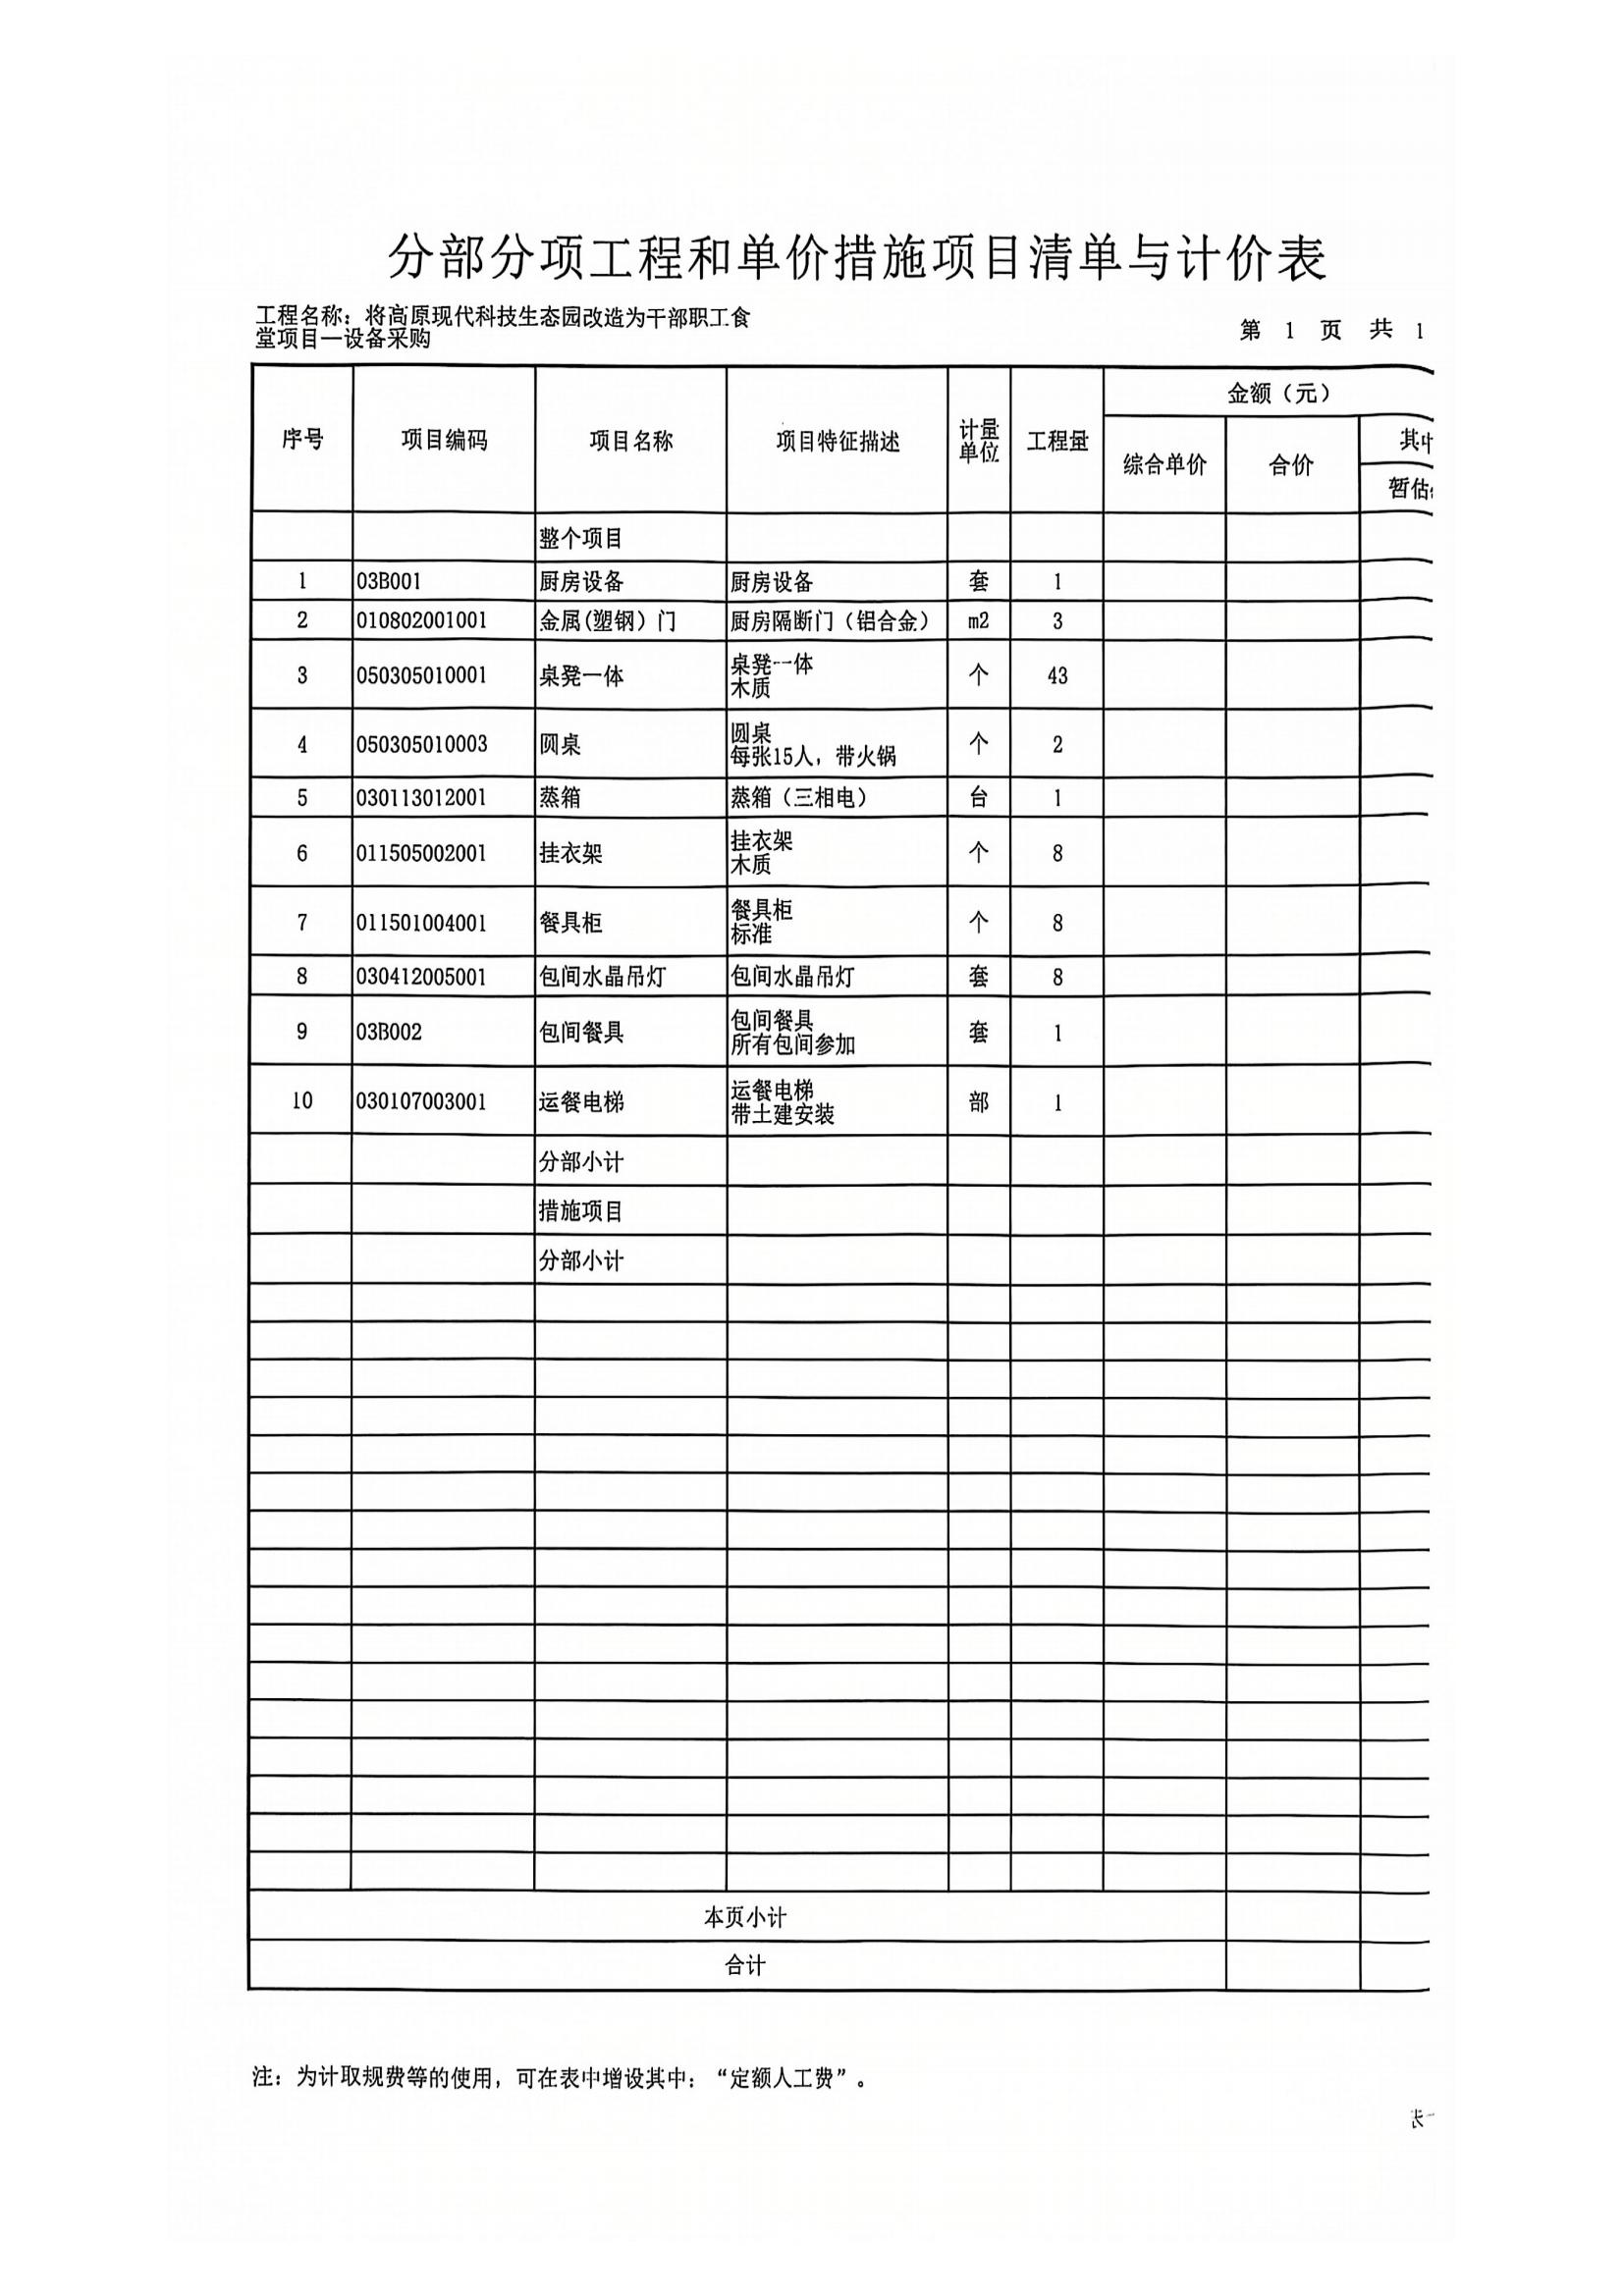 分部分项工程和单价措施项目清单与计价表
工程名称：将高原现代科技生态园改造为干部职工食
堂项目—设备采购
第 1 页 共 1
序号 项目编码 项目名称 项目特征描述 计量单位 工程量 金额（元）
综合单价 合价 其中
暂估
整个项目
1 03B001 厨房设备 厨房设备 套 1
2 010802001001 金属(塑钢）门 厨房隔断门（铝合金） m2 3
3 050305010001 桌凳一体 桌凳一体 个 43
木质
4 050305010003 圆桌 圆桌 个 2
每张15人，带火锅
5 030113012001 蒸箱 蒸箱（三相电） 台 1
6 011505002001 挂衣架 挂衣架 个 8
木质
7 011501004001 餐具柜 餐具柜 个 8
标准
8 030412005001 包间水晶吊灯 包间水晶吊灯 套 8
9 03B002 包间餐具 包间餐具 套 1
所有包间参加
10 030107003001 运餐电梯 运餐电梯 部 1
带土建安装
分部小计
措施项目
分部小计
本页小计
合计
注：为计取规费等的使用，可在表中增设其中：“定额人工费”。